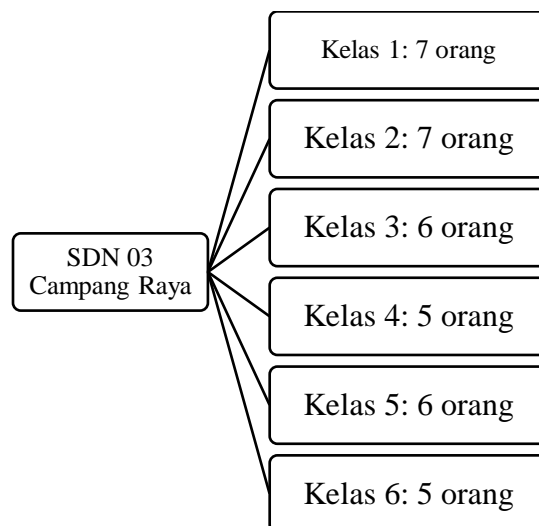 Kelas 1: 7 orang
Kelas 2: 7 orang
Kelas 3: 6 orang
SDN 03
Campang Raya
Kelas 4: 5 orang
Kelas 5: 6 orang
Kelas 6: 5 orang